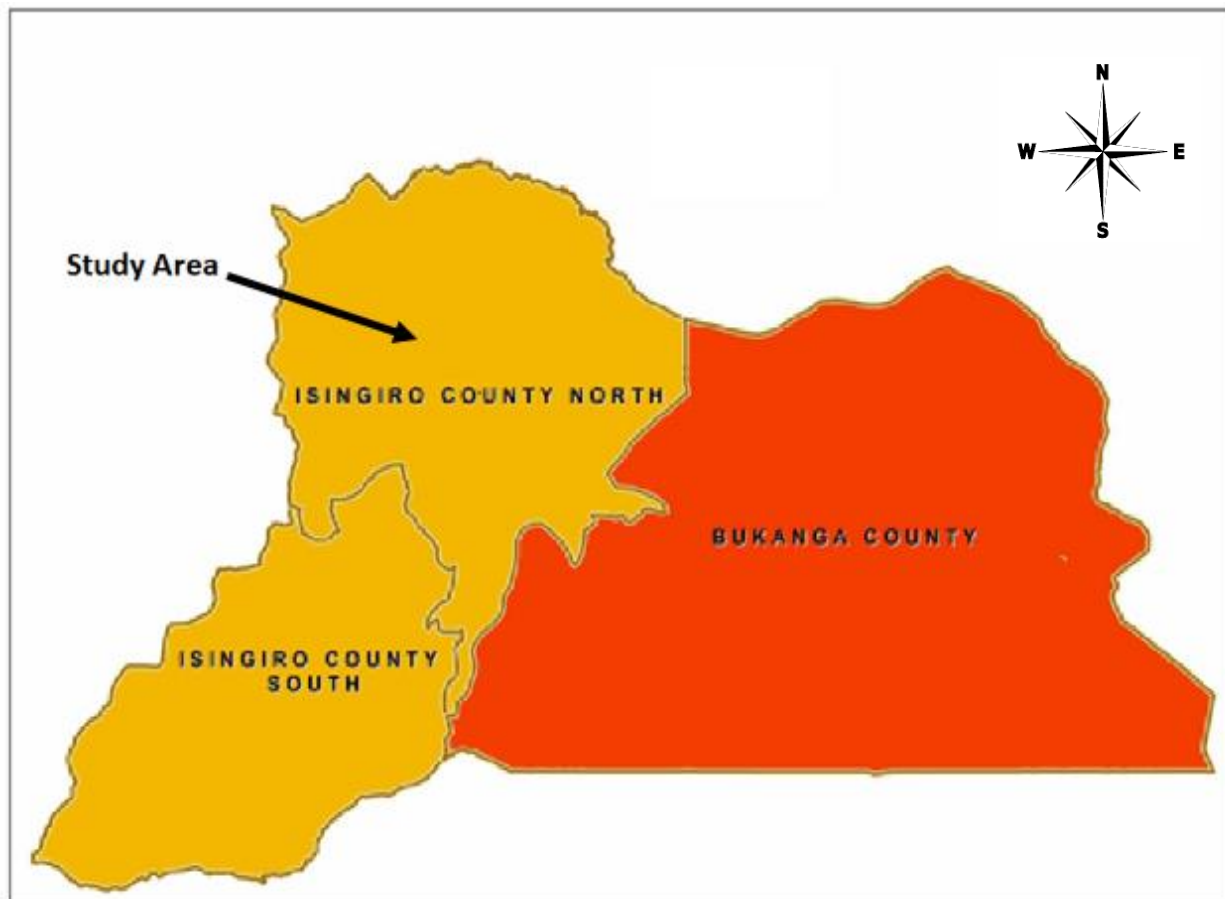 N
W E
S
Study Area
ISINGIRO COUNTY NORTH
BUKANGA COUNTY
ISINGIRO COUNTY
SOUTH